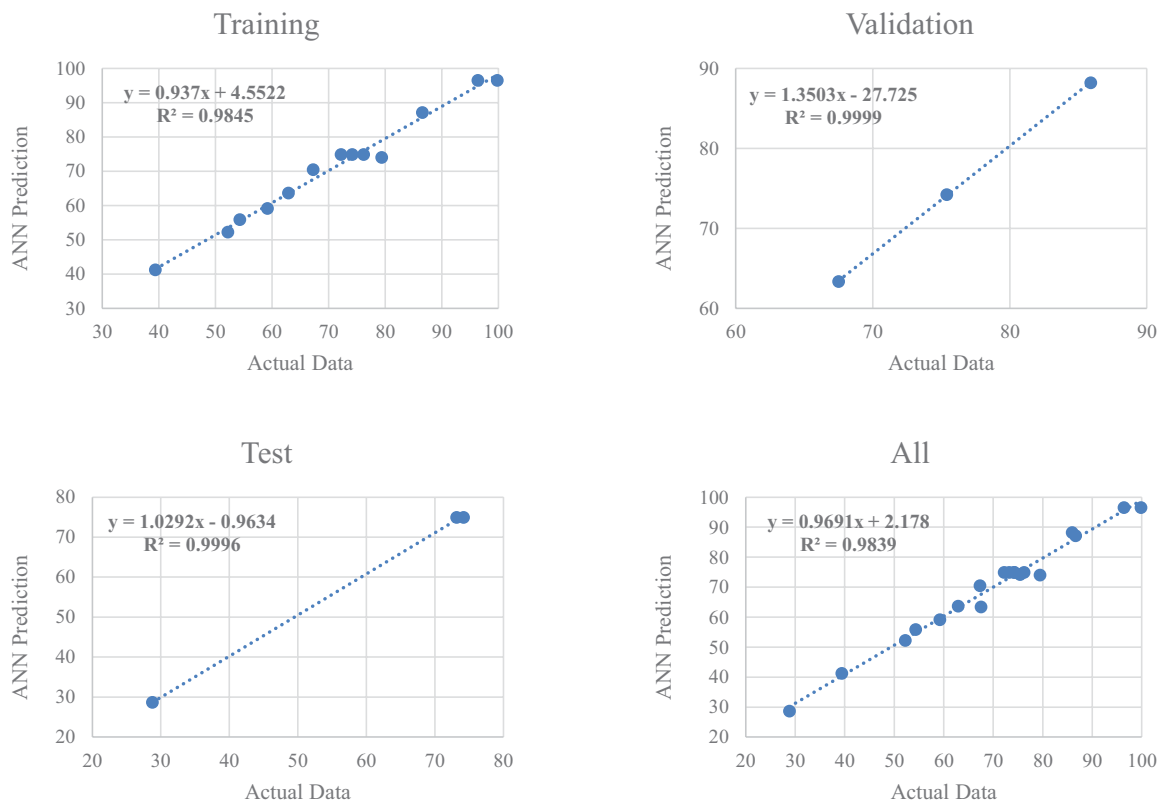 Training
100
90
80
70
60
50
40
30
30 40 50 60 70 80 90 100
y = 0.937x + 4.5522
R² = 0.9845
ANN Prediction
Actual Data
Validation
90
80
70
60
60 70 80 90
y = 1.3503x - 27.725
R² = 0.9999
ANN Prediction
Actual Data
Test
80
70
60
50
40
30
20
20 30 40 50 60 70 80
y = 1.0292x - 0.9634
R² = 0.9996
ANN Prediction
Actual Data
All
100
90
80
70
60
50
40
30
20
20 30 40 50 60 70 80 90 100
y = 0.9691x + 2.178
R² = 0.9839
ANN Prediction
Actual Data